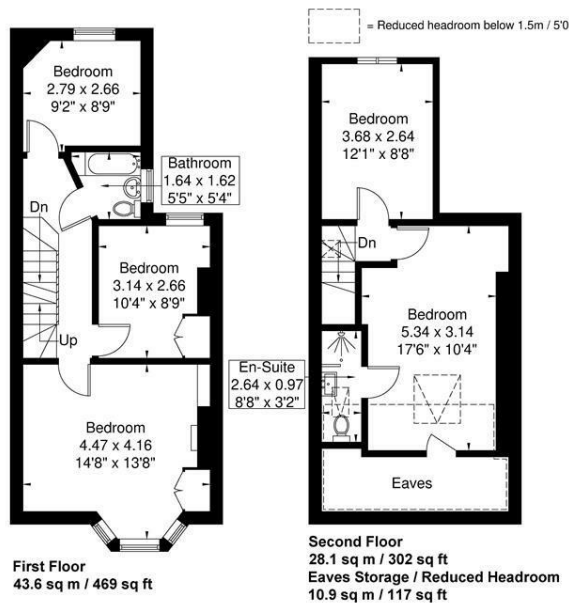 = Reduced headroom below 1.5m / 5'0
Bedroom
2.79 x 2.66
9'2" x 8'9"
Bathroom
1.64 x 1.62
5'5" x 5'4"
Dn
Bedroom
3.14 x 2.66
10'4" x 8'9"
Up
Bedroom
4.47 x 4.16
14'8" x 13'8"
First Floor
43.6 sq m / 469 sq ft
Bedroom
3.68 x 2.64
12'1" x 8'8"
Dn
Bedroom
5.34 x 3.14
17'6" x 10'4"
En-Suite
2.64 x 0.97
8'8" x 3'2"
Eaves
Second Floor
28.1 sq m / 302 sq ft
Eaves Storage / Reduced Headroom
10.9 sq m / 117 sq ft